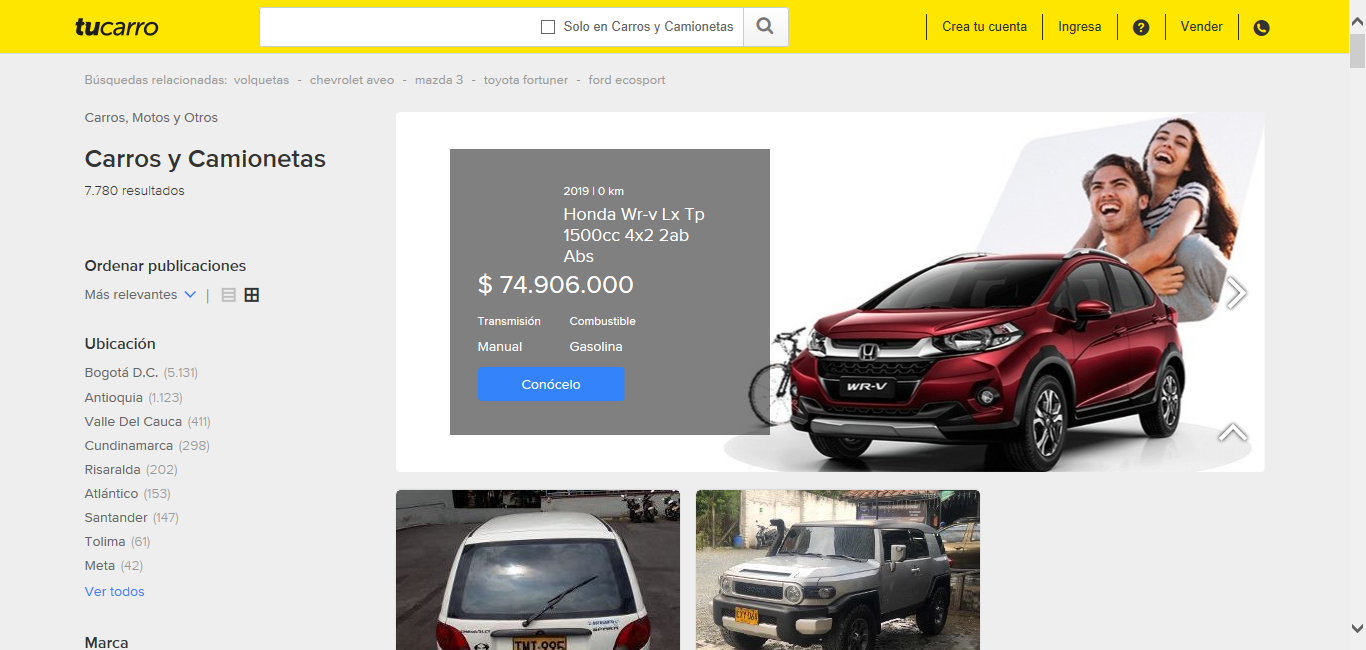 tucarro
Solo en Carros y Camionetas
Crea tu cuenta
Ingresa
?
Vender
Búsquedas relacionadas: volquetas - chevrolet aveo - mazda 3 - toyota fortuner - ford ecosport
Carros, Motos y Otros
Carros y Camionetas
7.780 resultados
Ordenar publicaciones
Más relevantes |
Ubicación
Bogotá D.C. (5.131)
Antioquia (1.123)
Valle Del Cauca (411)
Cundinamarca (298)
Risaralda (202)
Atlántico (153)
Santander (147)
Tolima (61)
Meta (42)
Ver todos
Marca
2019 | 0 km
Honda Wr-v Lx Tp
1500cc 4x2 2ab
Abs
$ 74.906.000
Transmisión Combustible
Manual Gasolina
Conócelo
WR-V
CHEVROLET
SPARK